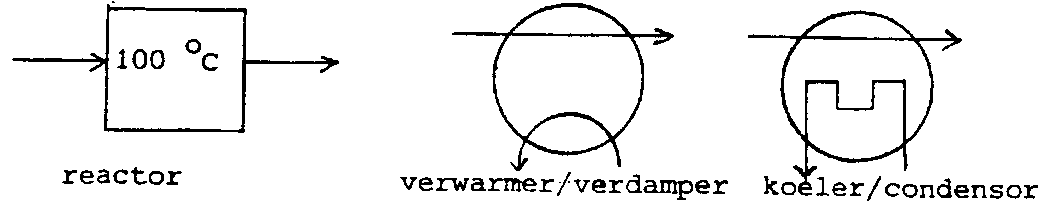 100 °C
reactor
verwarmer/verdamper
koeler/condensor